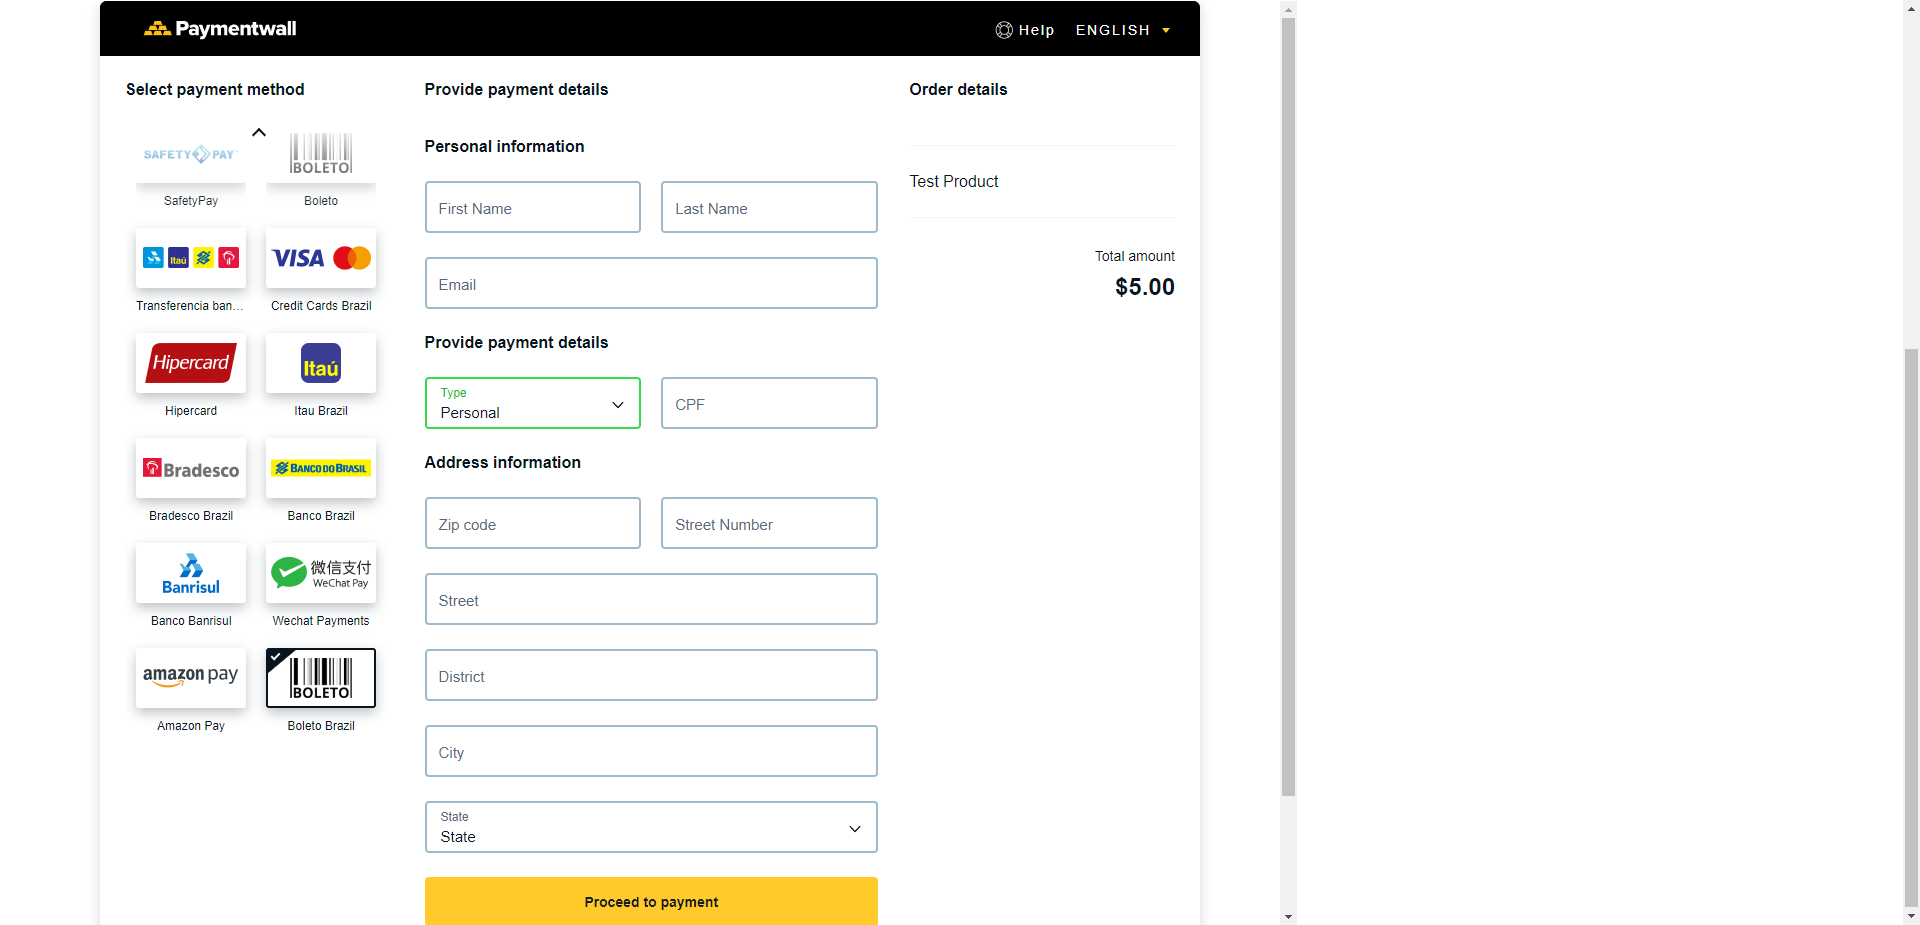 Paymentwall
Help
ENGLISH
Select payment method
SAFETY PAY
SafetyPay
BOLETO
Boleto
Itaú
Transferencia ban...
VISA
Credit Cards Brazil
Hipercard
Hipercard
Itaú
Itau Brazil
Bradesco
Bradesco Brazil
BANCO DO BRASIL
Banco Brazil
Banrisul
Banco Banrisul
微信支付
WeChat Pay
Wechat Payments
amazon pay
Amazon Pay
BOLETO
Boleto Brazil
Provide payment details
Personal information
First Name
Last Name
Email
Provide payment details
Type
Personal
CPF
Address information
Zip code
Street Number
Street
District
City
State
State
Proceed to payment
Order details
Test Product
Total amount
$5.00